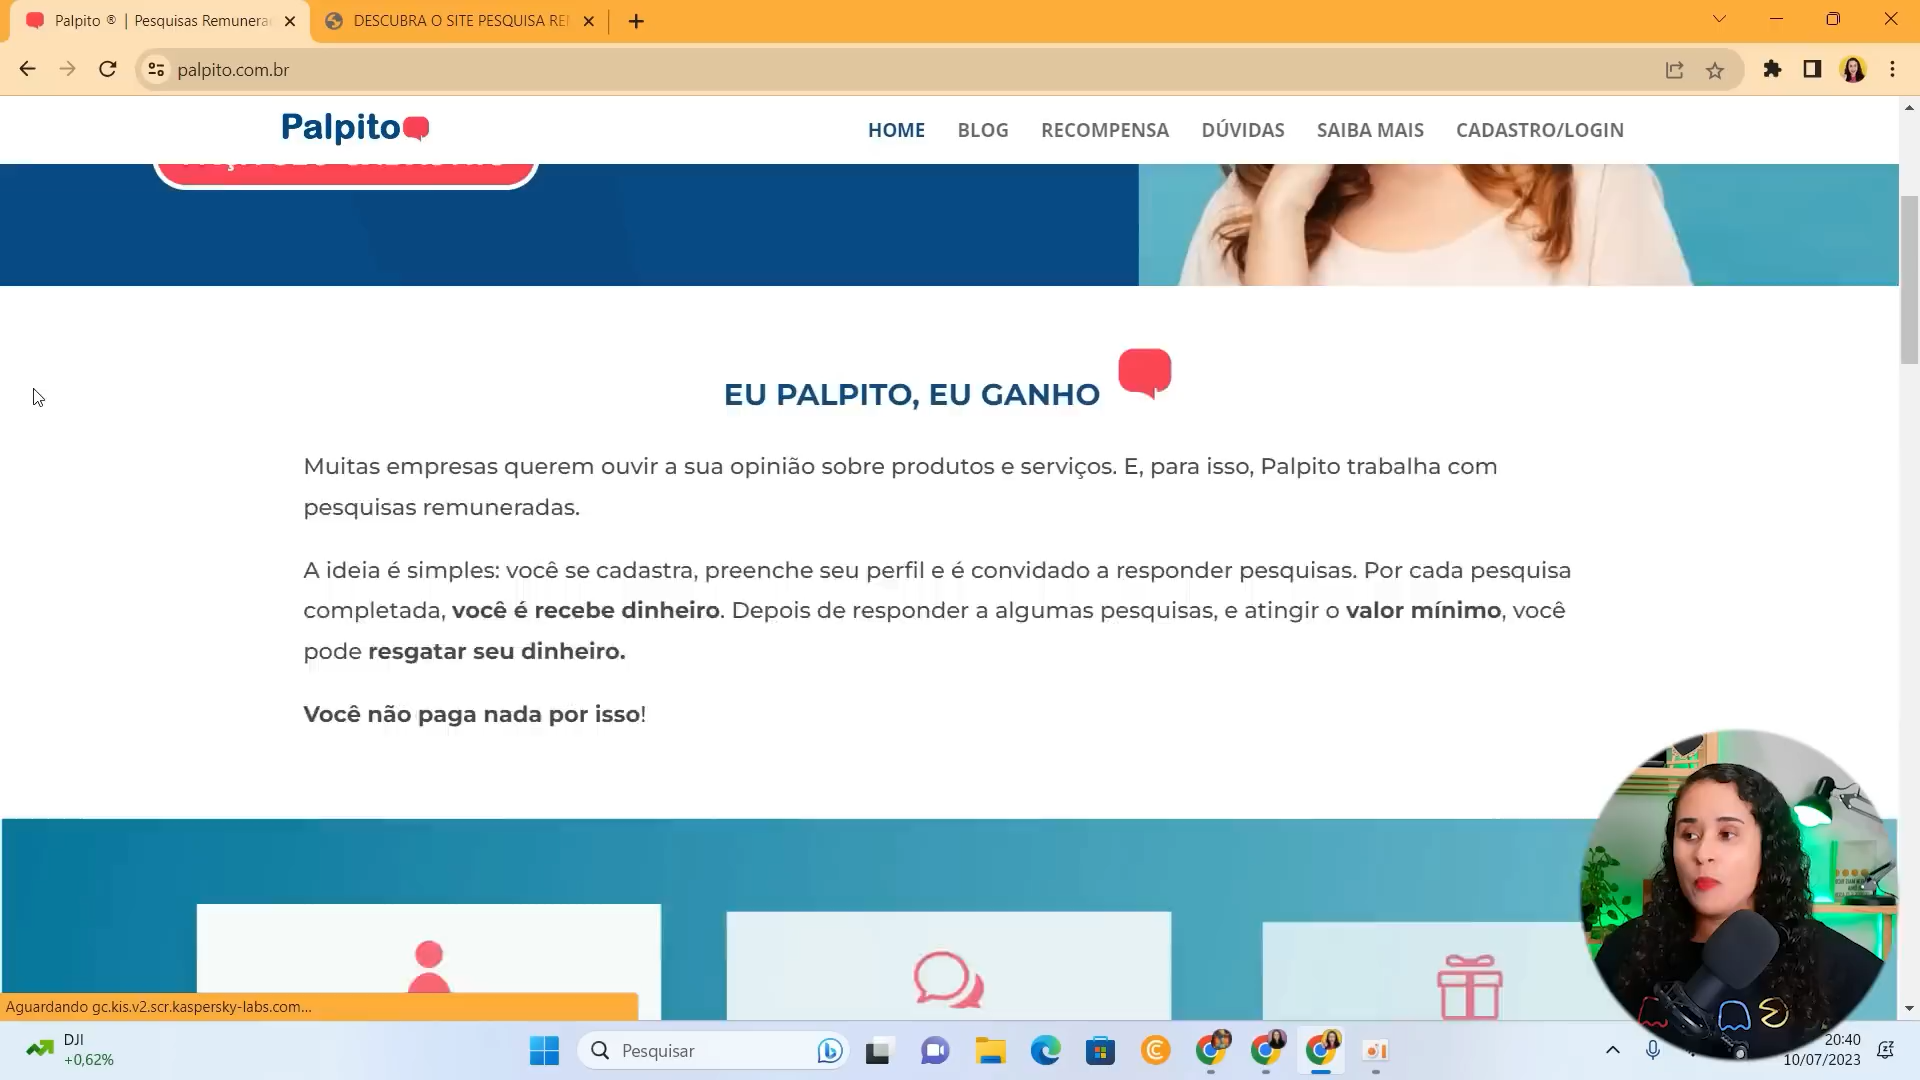 Palpito ® | Pesquisas Remunera
DESCUBRA O SITE PESQUISA RE
palpito.com.br
Palpito
HOME
BLOG
RECOMPENSA
DÚVIDAS
SAIBA MAIS
CADASTRO/LOGIN
EU PALPITO, EU GANHO
Muitas empresas querem ouvir a sua opinião sobre produtos e serviços. E, para isso, Palpito trabalha com
pesquisas remuneradas.
A ideia é simples: você se cadastra, preenche seu perfil e é convidado a responder pesquisas. Por cada pesquisa
completada, você é recebe dinheiro. Depois de responder a algumas pesquisas, e atingir o valor mínimo, você
pode resgatar seu dinheiro.
Você não paga nada por isso!
Aguardando gc.kis.v2.scr.kaspersky-labs.com...
DJI
+0,62%
Pesquisar
20:40
10/07/2023